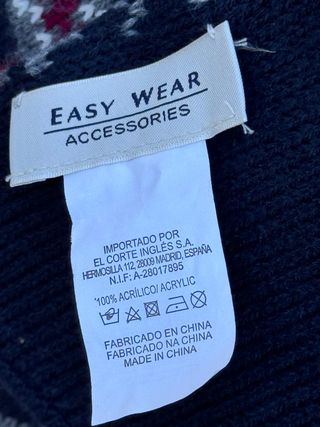 EASY WEAR
ACCESSORIES
IMPORTADO POR
EL CORTE INGLÉS S.A.
HERMOSILLA 112, 28009 MADRID, ESPAÑA
N.I.F: A-28017895
*100% ACRÍLICO/ ACRYLIC
FABRICADO EN CHINA
FABRICADO NA CHINA
MADE IN CHINA